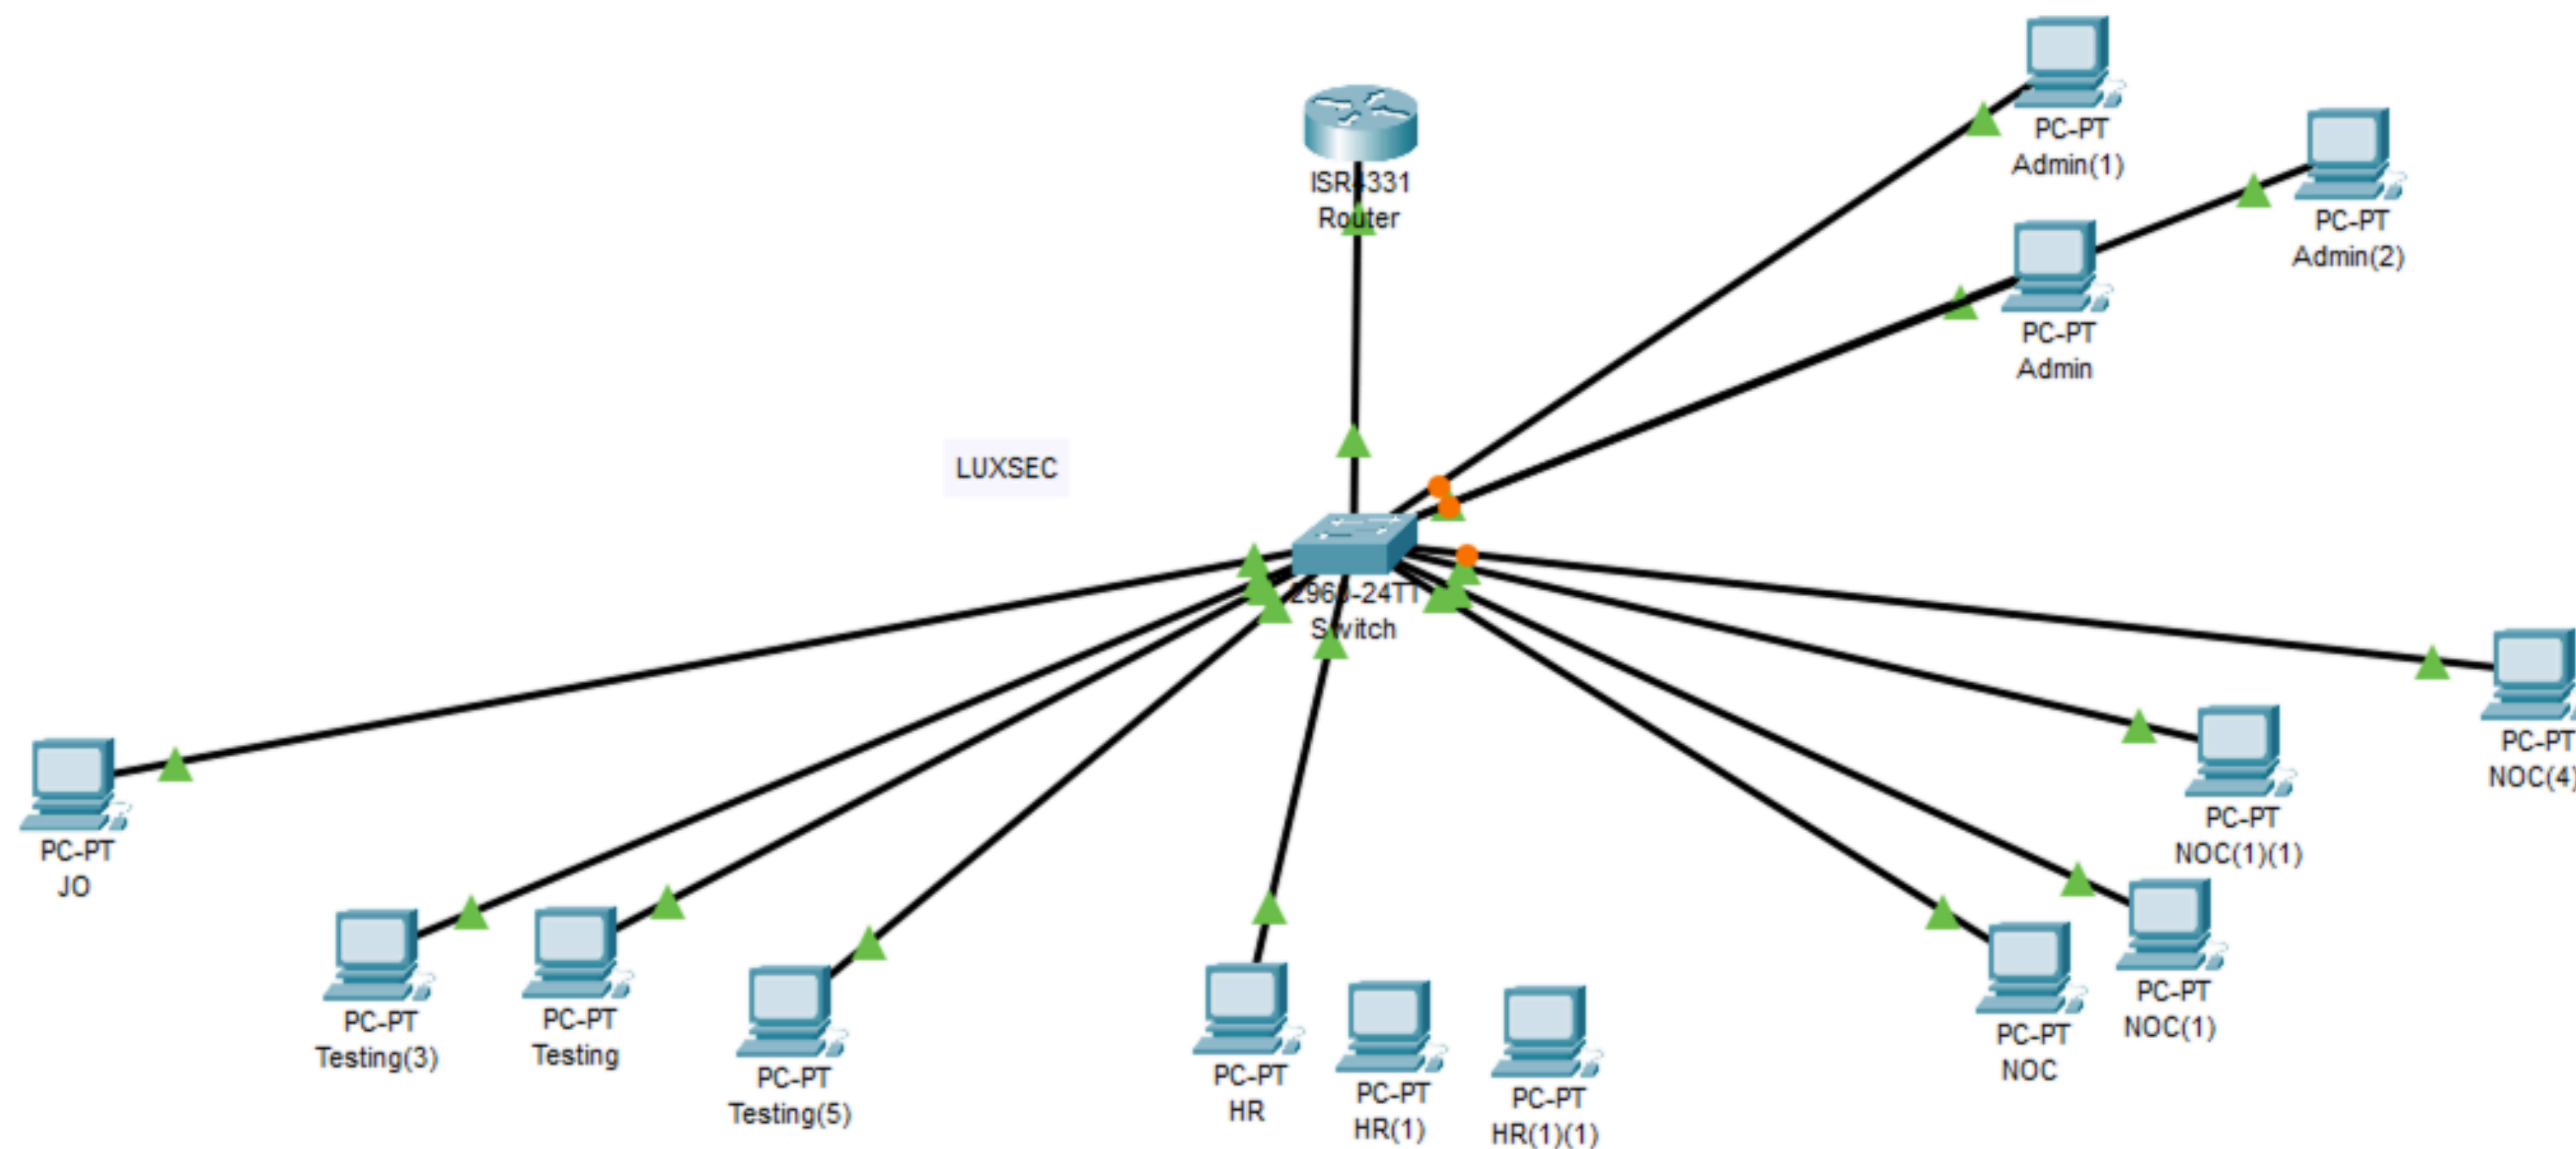 PC-PT
Admin(1)
PC-PT
Admin(2)
ISR4331
Router
PC-PT
Admin
LUXSEC
2960-24TT
Switch
PC-PT
NOC(4)
PC-PT
NOC(1)(1)
PC-PT
JO
PC-PT
NOC(1)
PC-PT
NOC
PC-PT
Testing(3)
PC-PT
Testing
PC-PT
Testing(5)
PC-PT
HR
PC-PT
HR(1)
PC-PT
HR(1)(1)